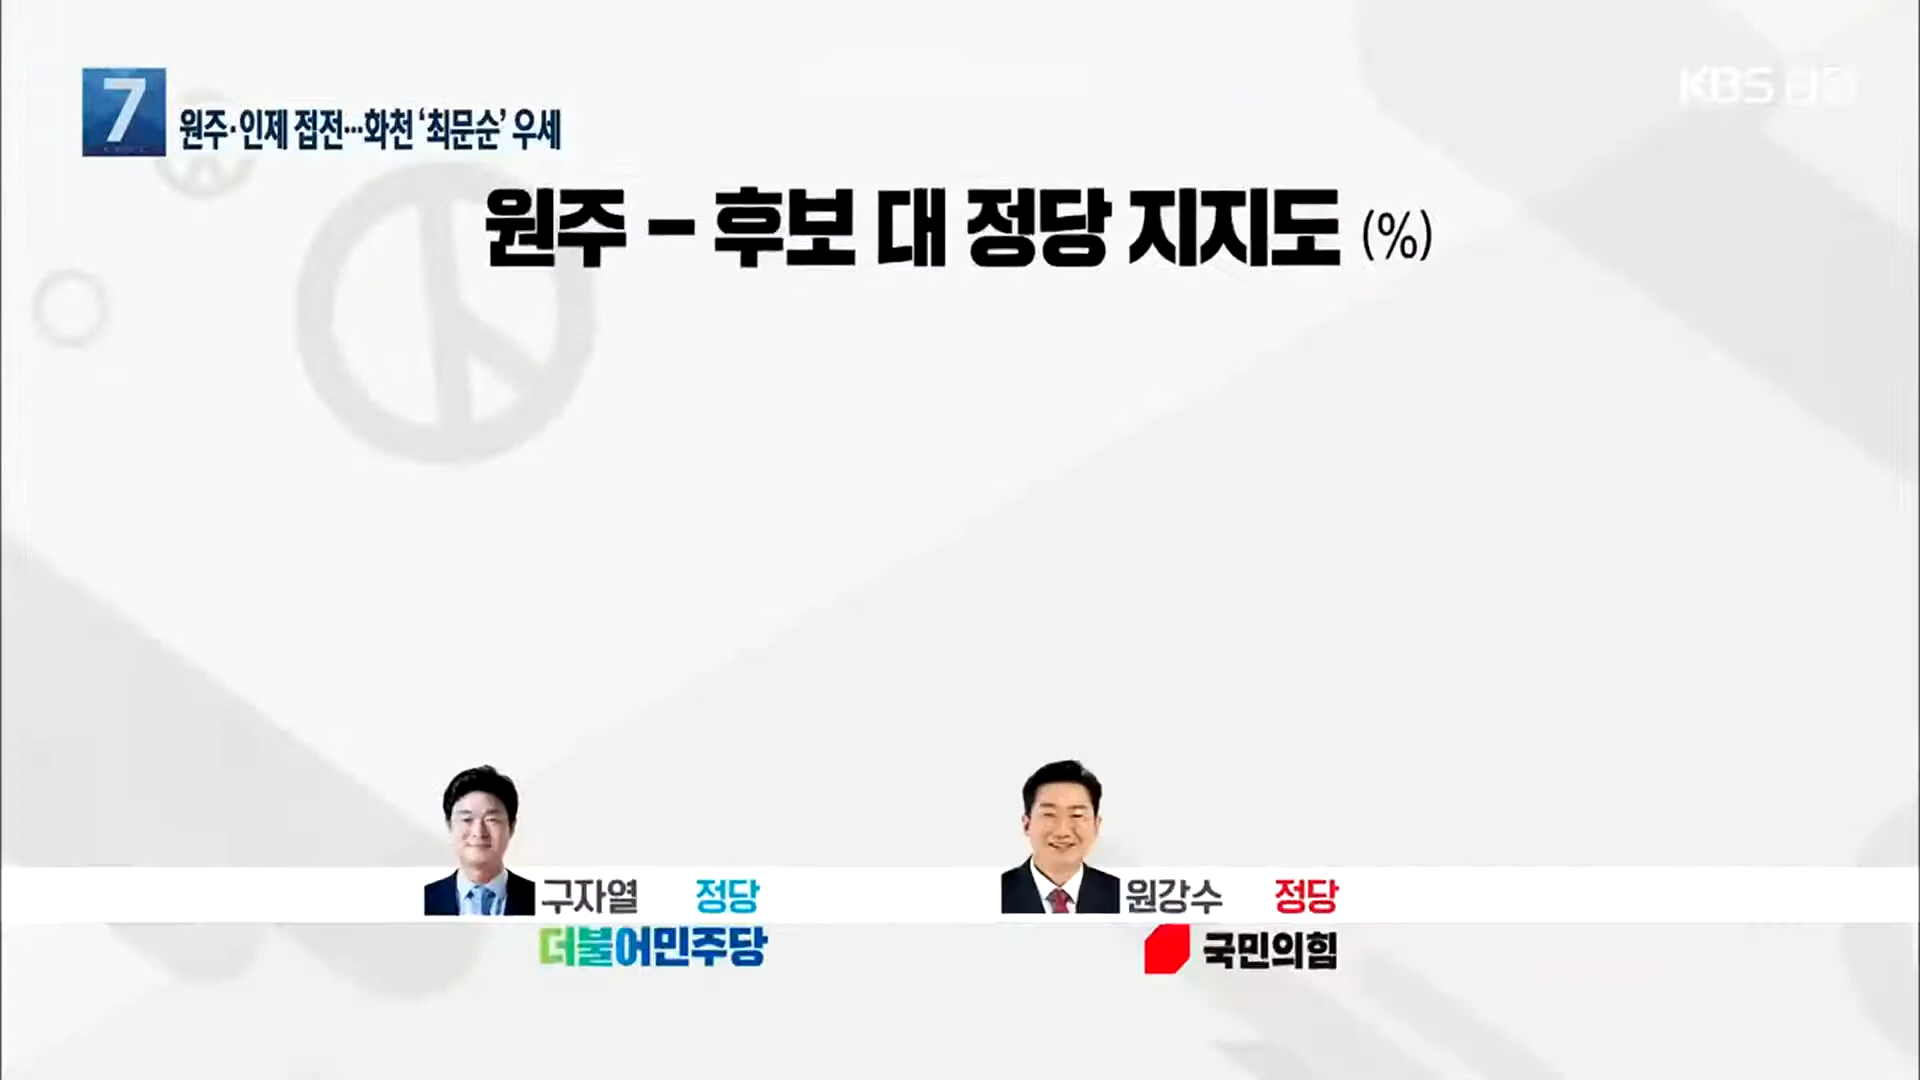 7
KBS
원주·인제 접전…화천 ‘최문순’ 우세
원주 - 후보 대 정당 지지도 (%)
구자열 정당
더불어민주당
원강수 정당
국민의힘